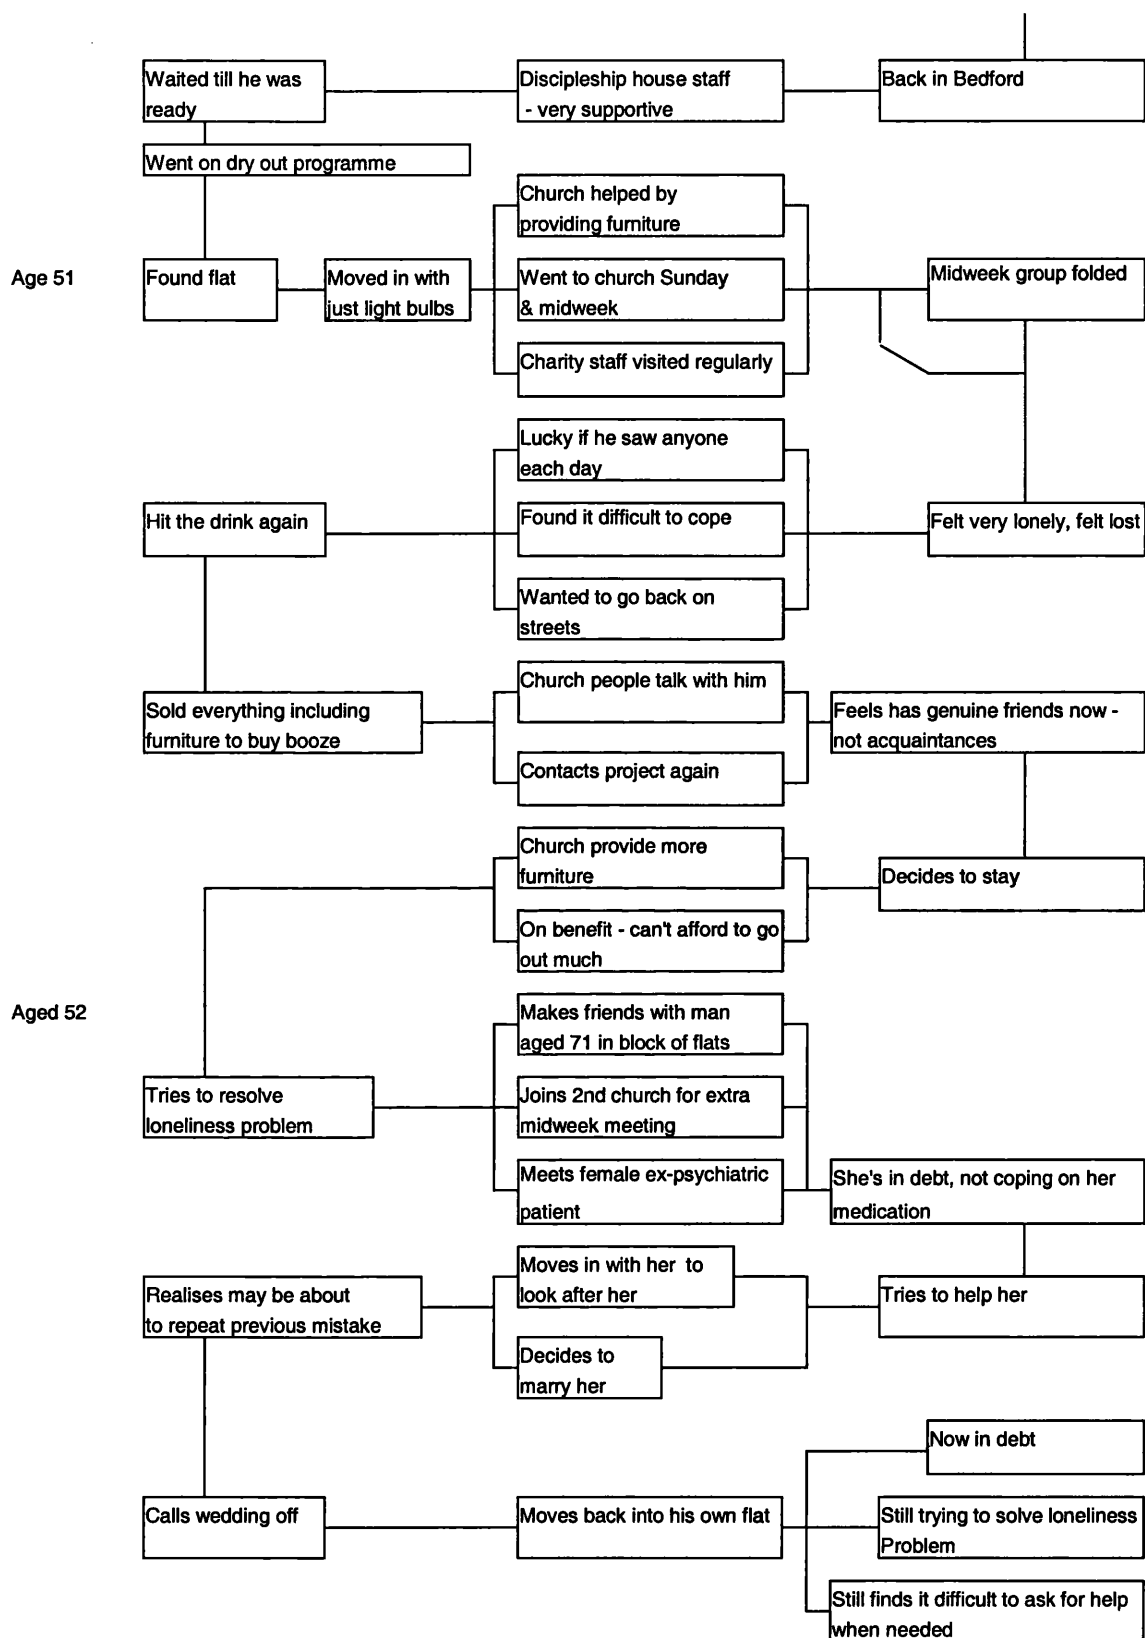 Waited till he was
ready
Discipleship house staff
- very supportive
Back in Bedford
Went on dry out programme
Church helped by
providing furniture
Age 51
Found flat
Moved in with
just light bulbs
Went to church Sunday
& midweek
Midweek group folded
Charity staff visited regularly
Lucky if he saw anyone
each day
Hit the drink again
Found it difficult to cope
Felt very lonely, felt lost
Wanted to go back on
streets
Church people talk with him
Sold everything including
furniture to buy booze
Feels has genuine friends now -
not acquaintances
Contacts project again
Church provide more
furniture
Decides to stay
On benefit - can't afford to go
out much
Aged 52
Makes friends with man
aged 71 in block of flats
Tries to resolve
loneliness problem
Joins 2nd church for extra
midweek meeting
Meets female ex-psychiatric
patient
She's in debt, not coping on her
medication
Moves in with her to
look after her
Realises may be about
to repeat previous mistake
Tries to help her
Decides to
marry her
Now in debt
Calls wedding off
Moves back into his own flat
Still trying to solve loneliness
Problem
Still finds it difficult to ask for help
when needed